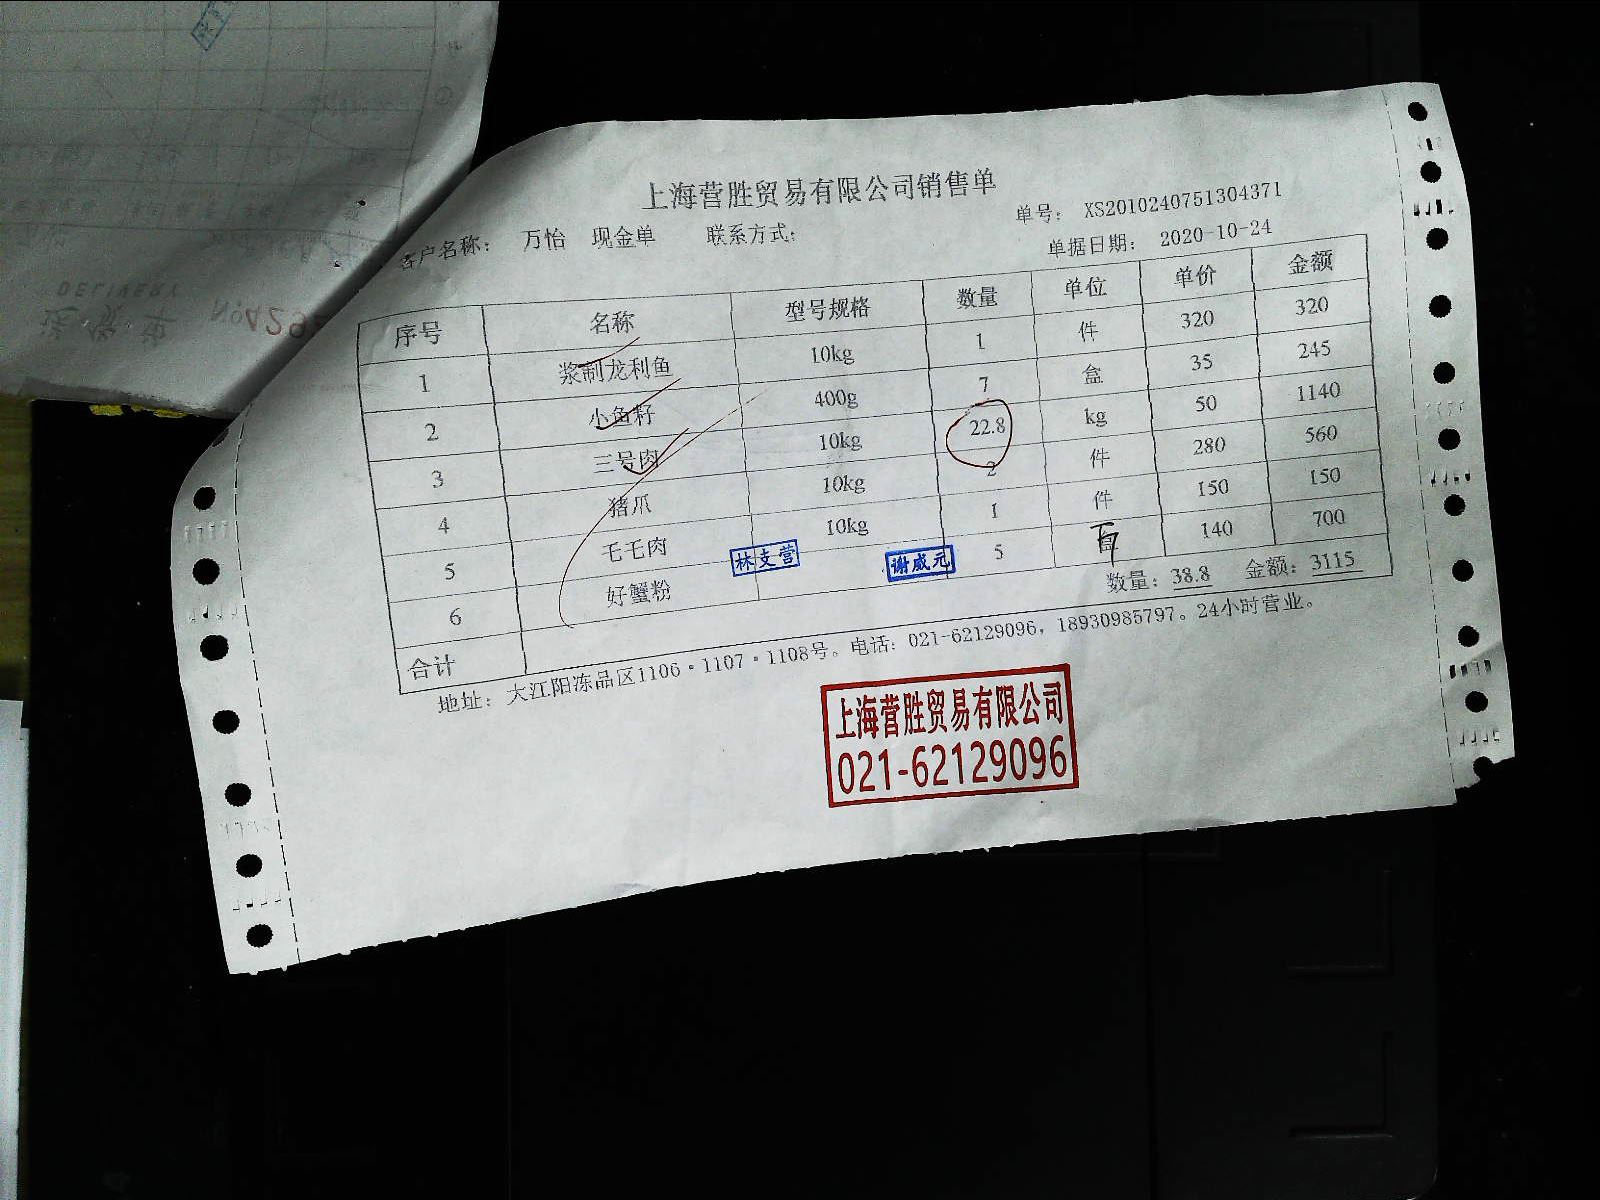 上海营胜贸易有限公司销售单
客户名称： 万怡 现金单 联系方式： 单号： XS2010240751304371
单据日期： 2020-10-24
序号 名称 型号规格 数量 单位 单价 金额
1 浆制龙利鱼 10kg 1 件 320 320
2 小鱼籽 400g 7 盒 35 245
3 三号肉 10kg 22.8 kg 50 1140
4 猪爪 10kg 2 件 280 560
5 毛毛肉 10kg 1 件 150 150
6 好蟹粉 5 140 700
林支营 谢威元
合计 数量：38.8 金额：3115
地址： 大江阳冻品区1106·1107·1108号。电话：021-62129096，18930985797。24小时营业。
上海营胜贸易有限公司
021-62129096
DELIVERY
送货单 No